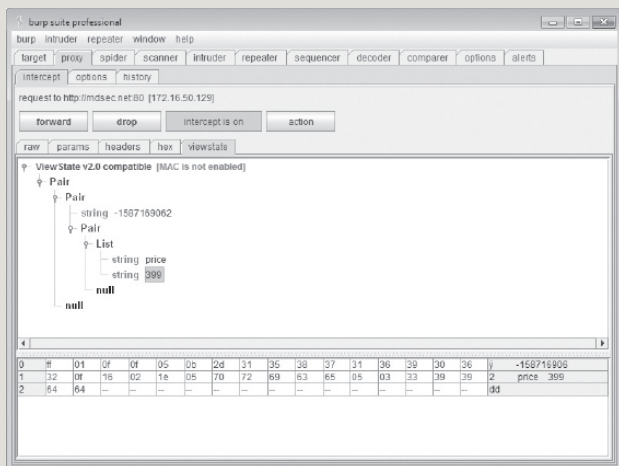 burp suite professional
burp intruder repeater window help
target proxy spider scanner intruder repeater sequencer decoder comparer options alerts
intercept options history
request to http://mdsec.net:80 [172.16.50.129]
forward drop intercept is on action
raw params headers hex viewstate
ViewState v2.0 compatible [MAC is not enabled]
Pair
Pair
string -1587169062
Pair
List
string price
string 399
null
null
0 ff 01 0f 0f 05 0b 2d 31 35 38 37 31 36 39 30 36 ÿ -158716906
1 32 0f 16 02 1e 05 70 72 69 63 65 05 03 33 39 39 2 price 399
2 64 64 -- -- -- -- -- -- -- -- -- -- -- -- -- -- dd